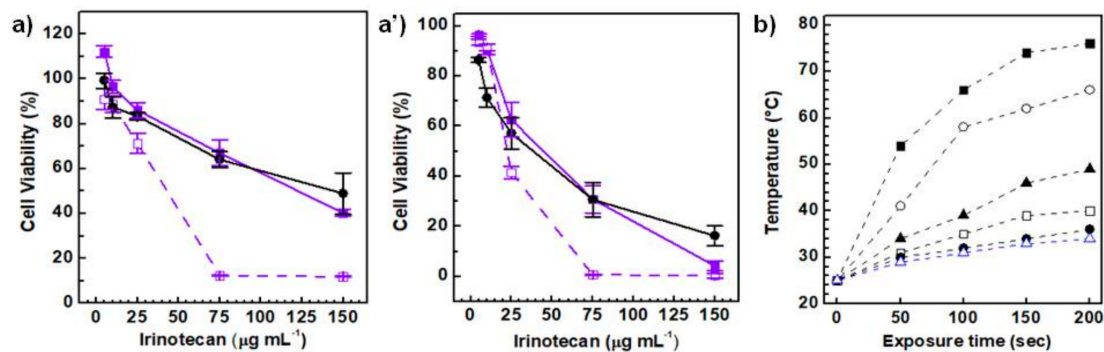 a)
Cell Viability (%)
120
100
80
60
40
20
0
0 25 50 75 100 125 150
Irinotecan (µg mL⁻¹)
a')
Cell Viability (%)
100
80
60
40
20
0
0 25 50 75 100 125 150
Irinotecan (µg mL⁻¹)
b)
Temperature (°C)
80
70
60
50
40
30
20
0 50 100 150 200
Exposure time (sec)